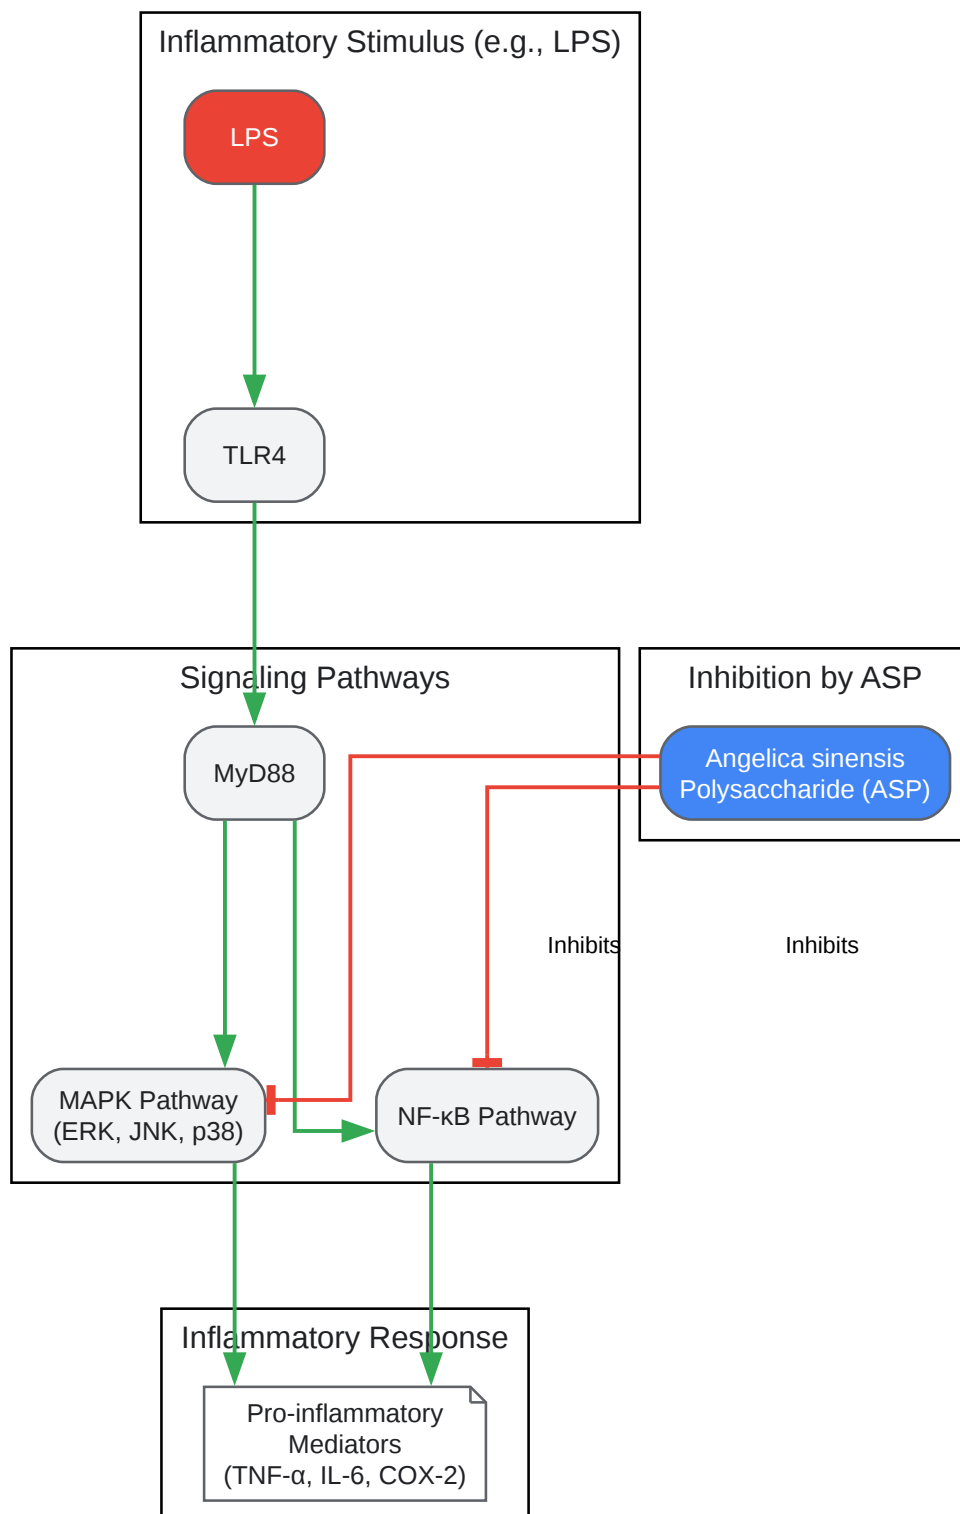 Inflammatory Stimulus (e.g., LPS)
LPS
TLR4
Signaling Pathways
Inhibition by ASP
MyD88
Angelica sinensis
Polysaccharide (ASP)
Inhibits
Inhibits
MAPK Pathway
(ERK, JNK, p38)
NF-κB Pathway
Inflammatory Response
Pro-inflammatory
Mediators
(TNF-α, IL-6, COX-2)